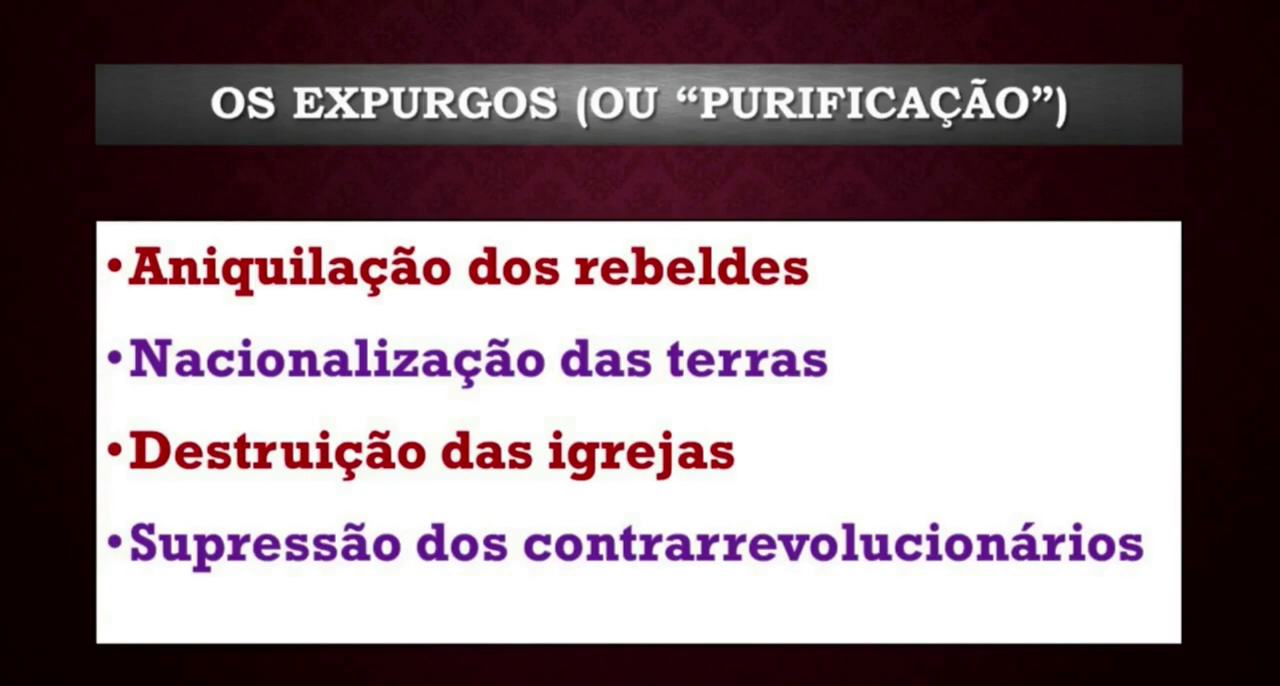 OS EXPURGOS (OU “PURIFICAÇÃO”)
•Aniquilação dos rebeldes
•Nacionalização das terras
•Destruição das igrejas
•Supressão dos contrarrevolucionários